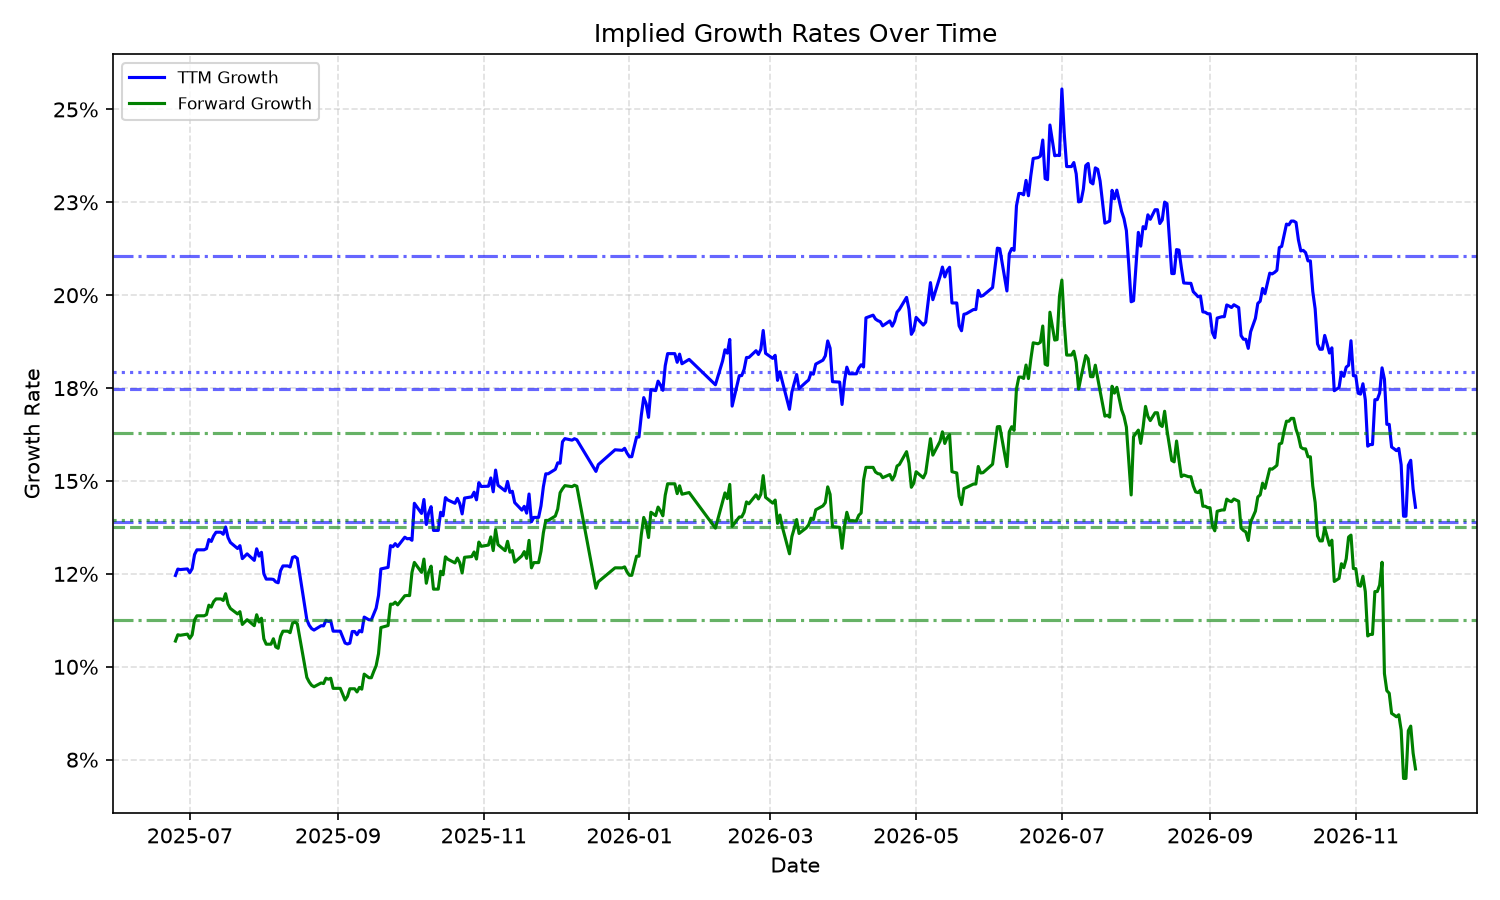 Implied Growth Rates Over Time
TTM Growth
Forward Growth
25%
23%
20%
18%
15%
12%
10%
8%
Growth Rate
2025-07 2025-09 2025-11 2026-01 2026-03 2026-05 2026-07 2026-09 2026-11
Date